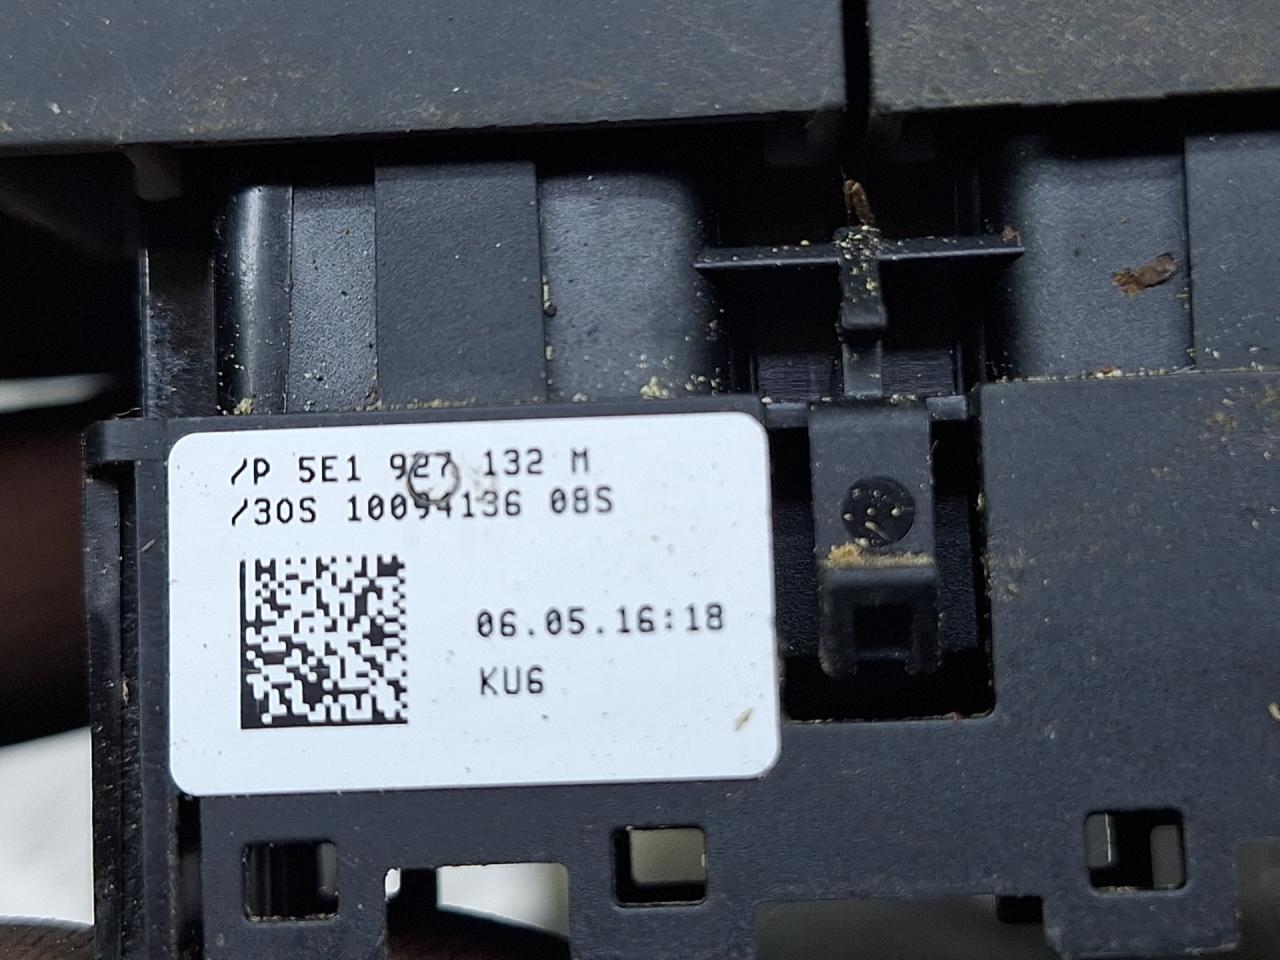 /P 5E1 927 132 M
/30S 10094136 08S
06.05.16:18
KU6